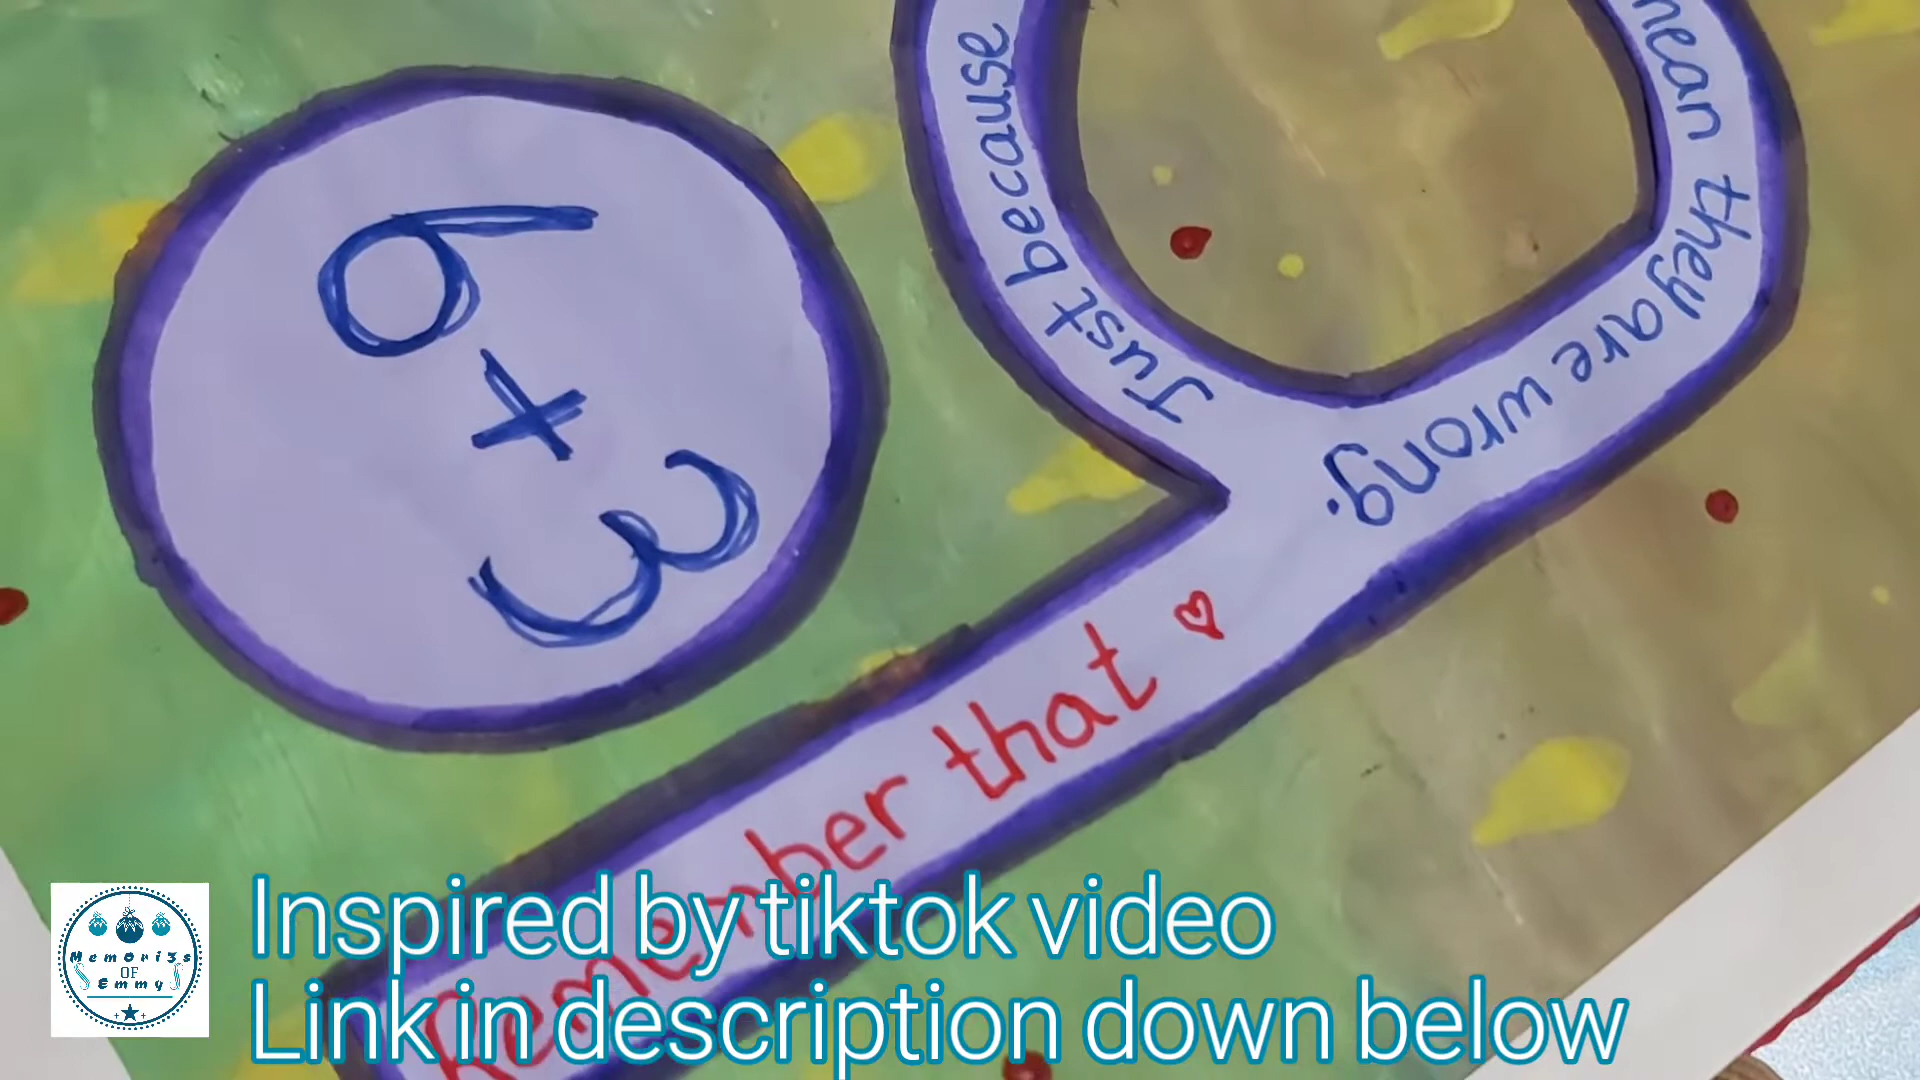 6 + 3
Just because
mean they are wrong.
Remember that ♡
Memori3s
OF
Emmy
Inspired by tiktok video
Link in description down below